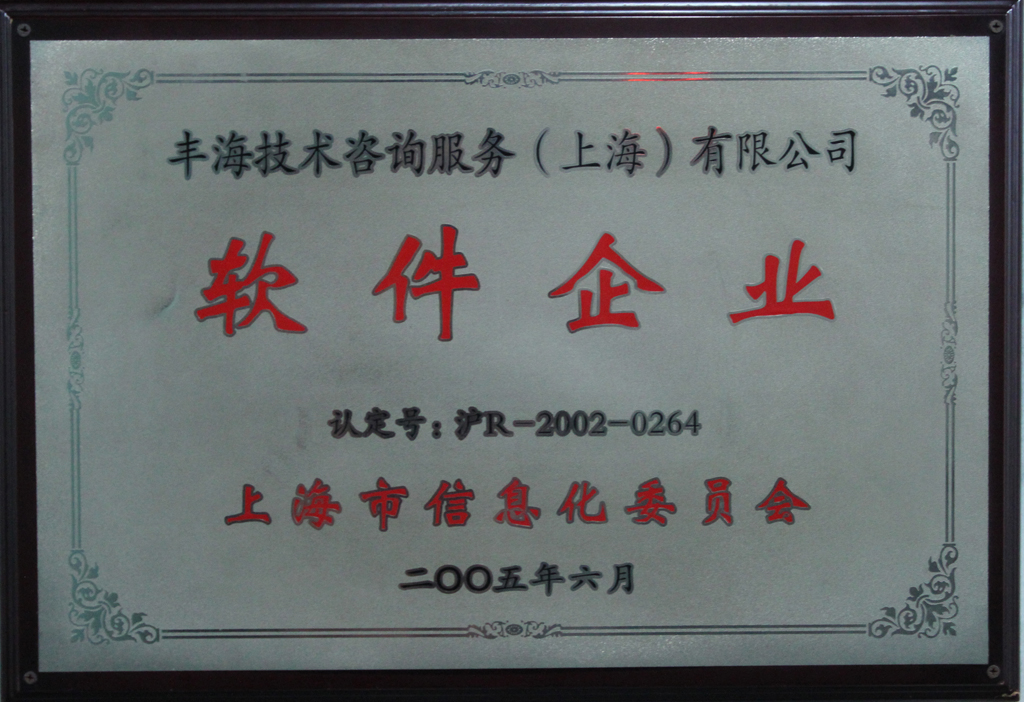 丰海技术咨询服务（上海）有限公司
软件企业
认定号：沪R-2002-0264
上海市信息化委员会
二〇〇五年六月